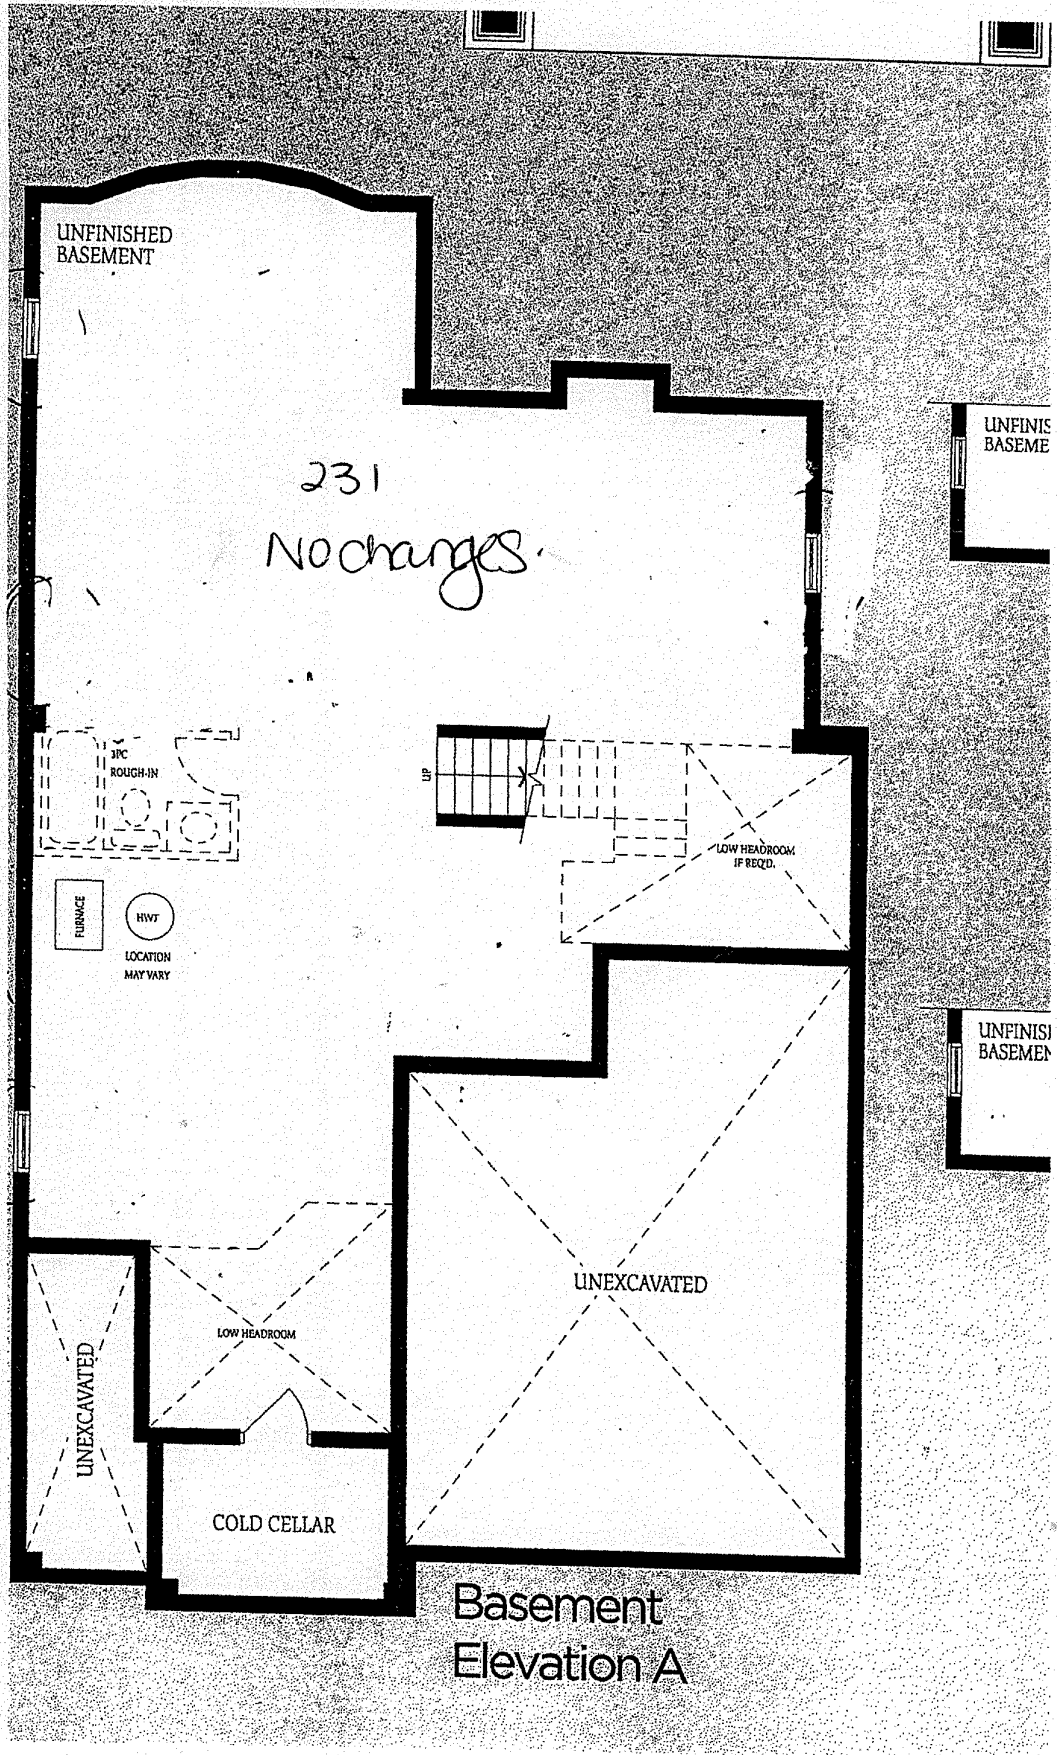 UNFINISHED
BASEMENT
UNFINIS
BASEME
231
No changes.
3PC
ROUGH-IN
UP
LOW HEADROOM
IF REQ'D.
FURNACE
HWT
LOCATION
MAY VARY
UNFINISI
BASEMEN
UNEXCAVATED
LOW HEADROOM
UNEXCAVATED
COLD CELLAR
Basement
Elevation A